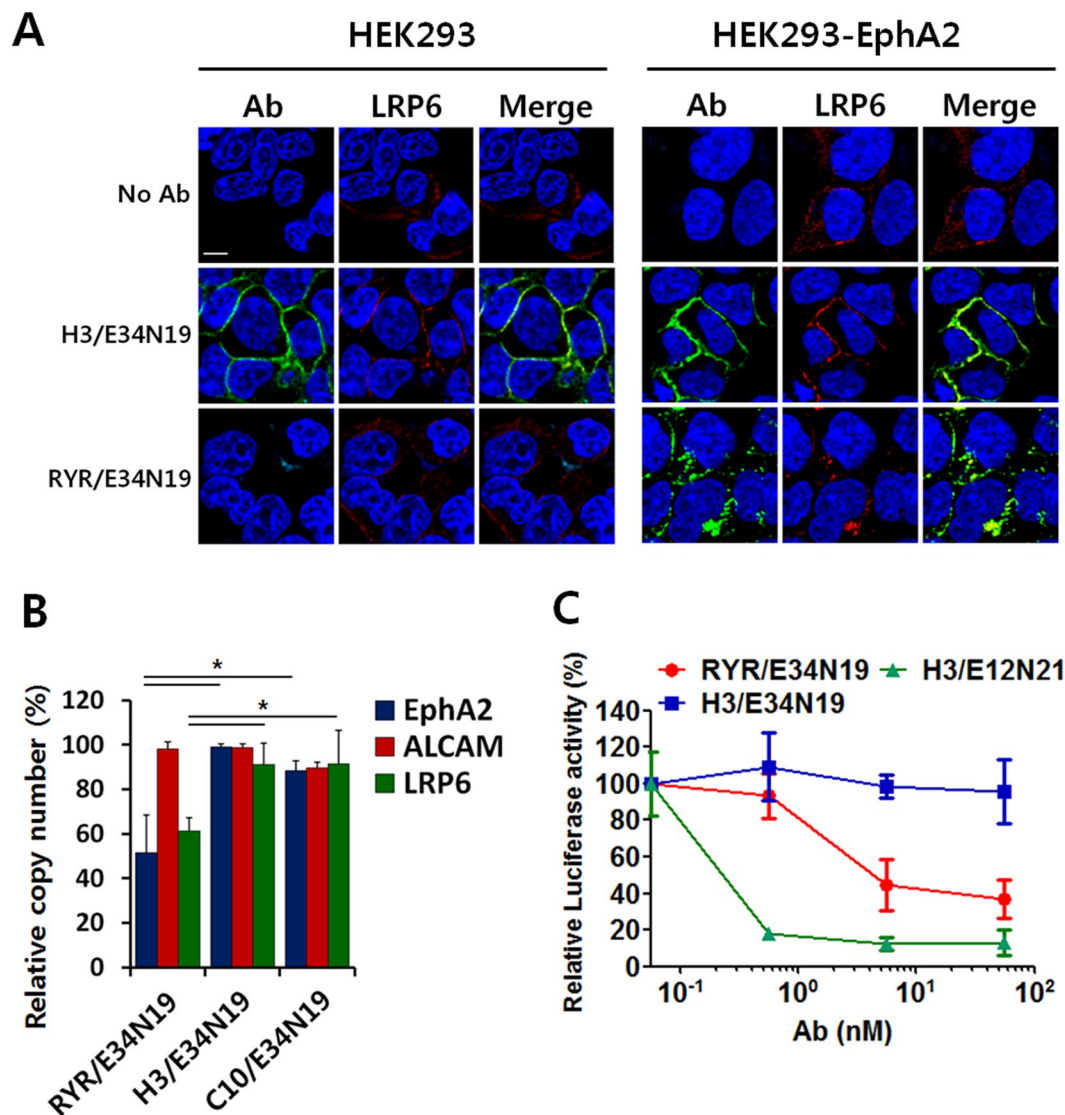 A
HEK293
HEK293-EphA2
Ab LRP6 Merge
Ab LRP6 Merge
No Ab
H3/E34N19
RYR/E34N19
B
Relative copy number (%)
120
100
80
60
40
20
0
*
*
EphA2
ALCAM
LRP6
RYR/E34N19
H3/E34N19
C10/E34N19
C
Relative Luciferase activity (%)
RYR/E34N19
H3/E12N21
H3/E34N19
140
120
100
80
60
40
20
0
10⁻¹
10⁰
10¹
10²
Ab (nM)